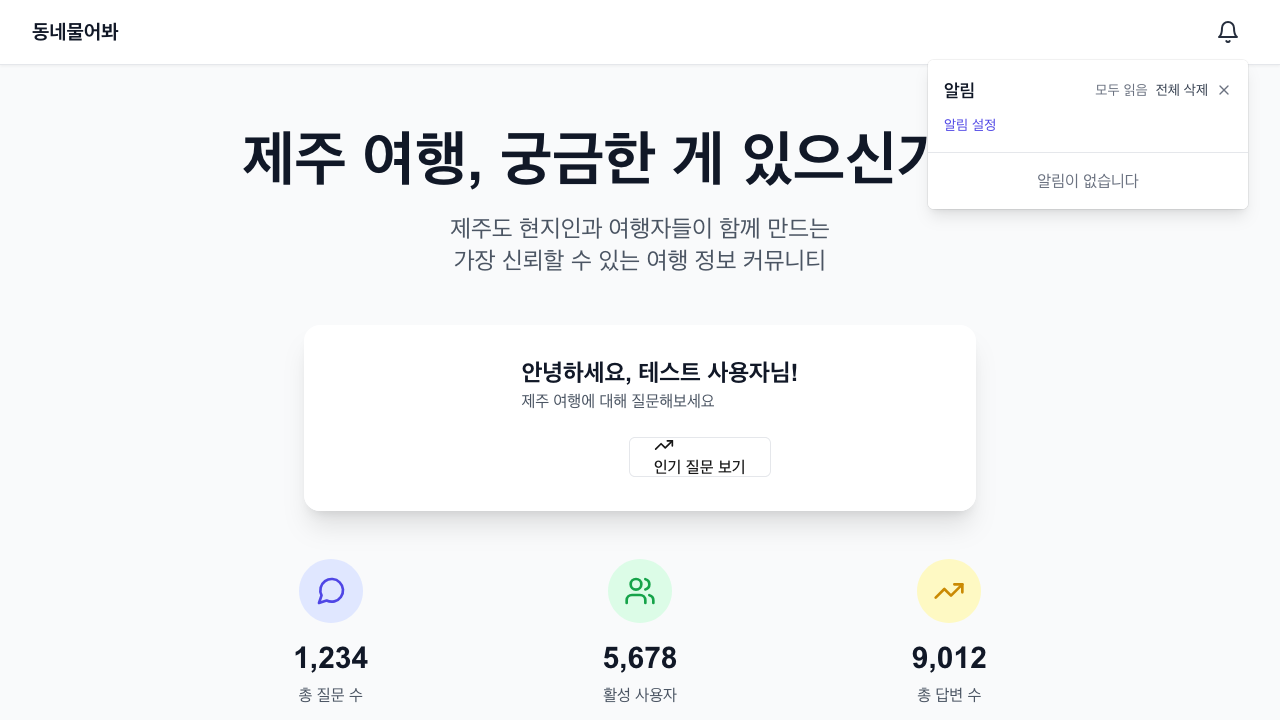 동네물어봐
알림
모두 읽음 전체 삭제
알림 설정
알림이 없습니다
제주 여행, 궁금한 게 있으신
제주도 현지인과 여행자들이 함께 만드는
가장 신뢰할 수 있는 여행 정보 커뮤니티
안녕하세요, 테스트 사용자님!
제주 여행에 대해 질문해보세요
인기 질문 보기
1,234
총 질문 수
5,678
활성 사용자
9,012
총 답변 수